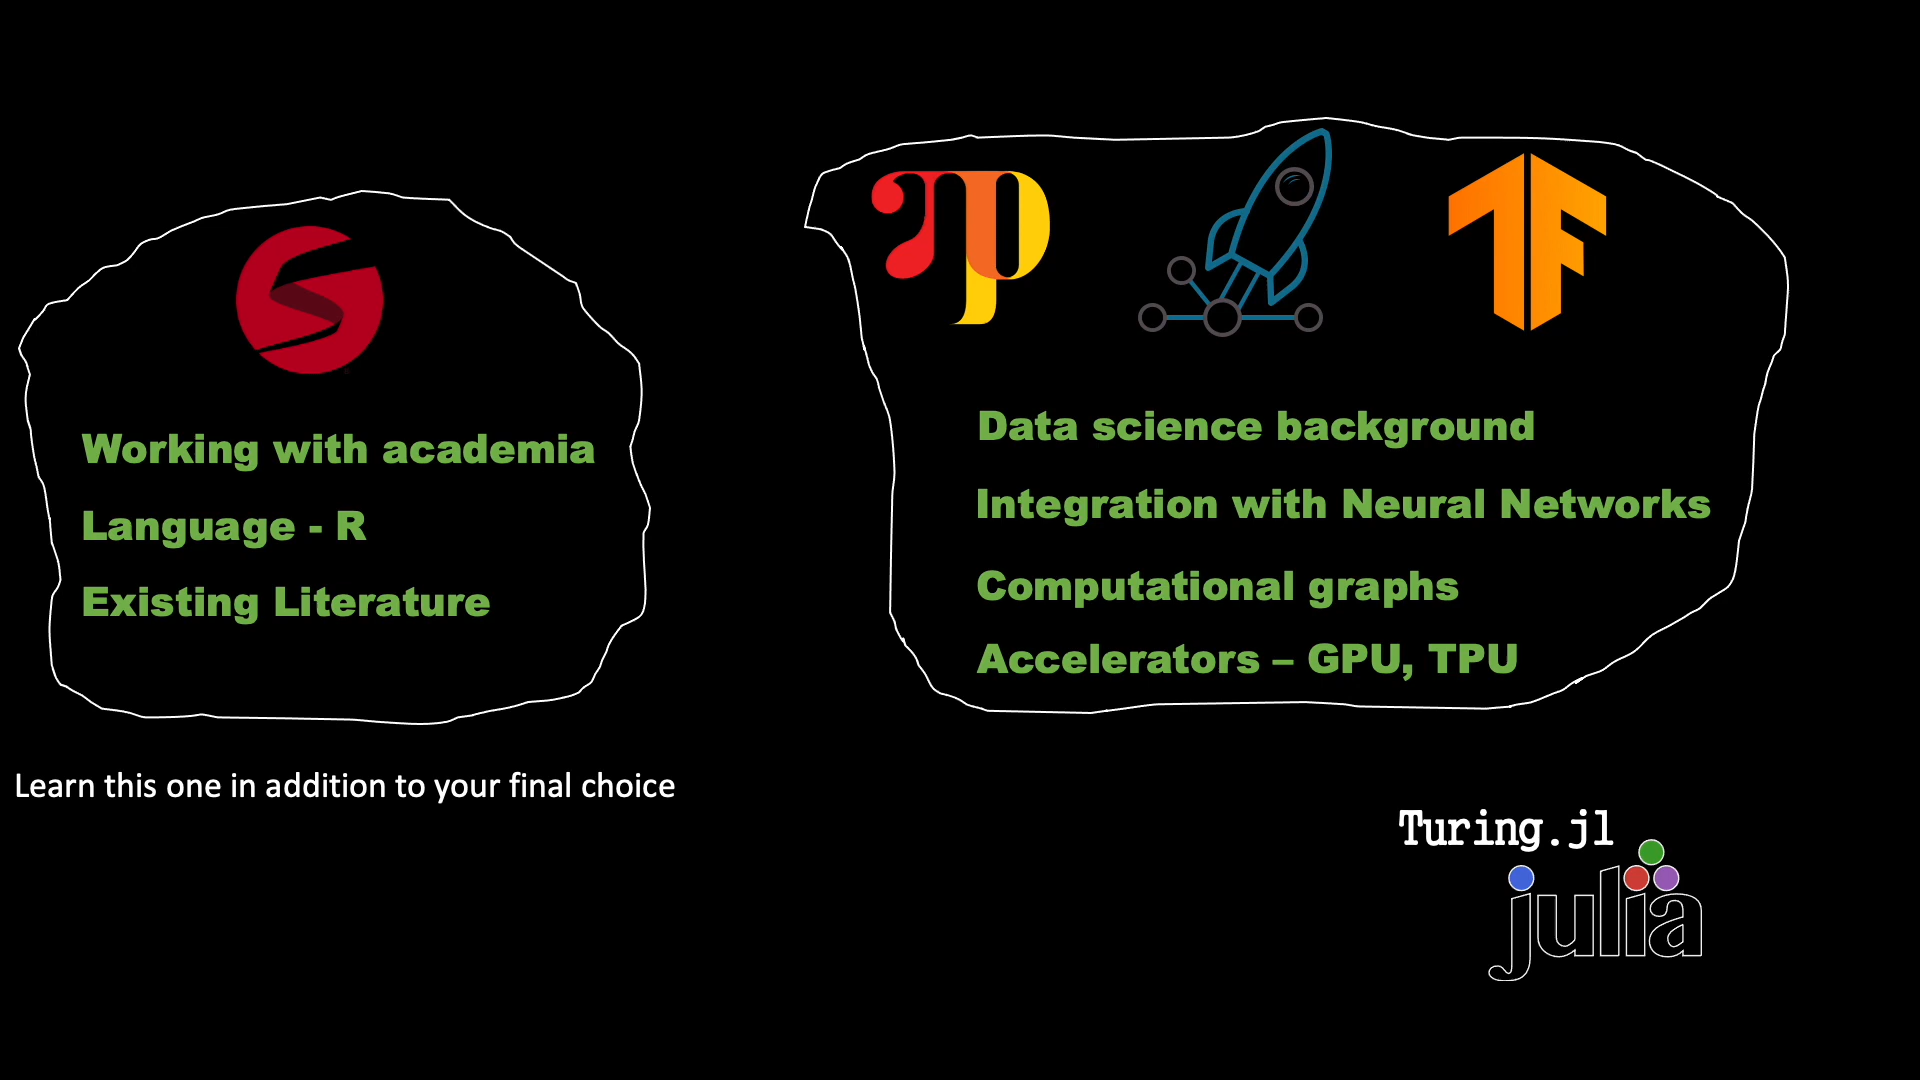 Working with academia
Language - R
Existing Literature
Learn this one in addition to your final choice
Data science background
Integration with Neural Networks
Computational graphs
Accelerators – GPU, TPU
Turing.jl
julia